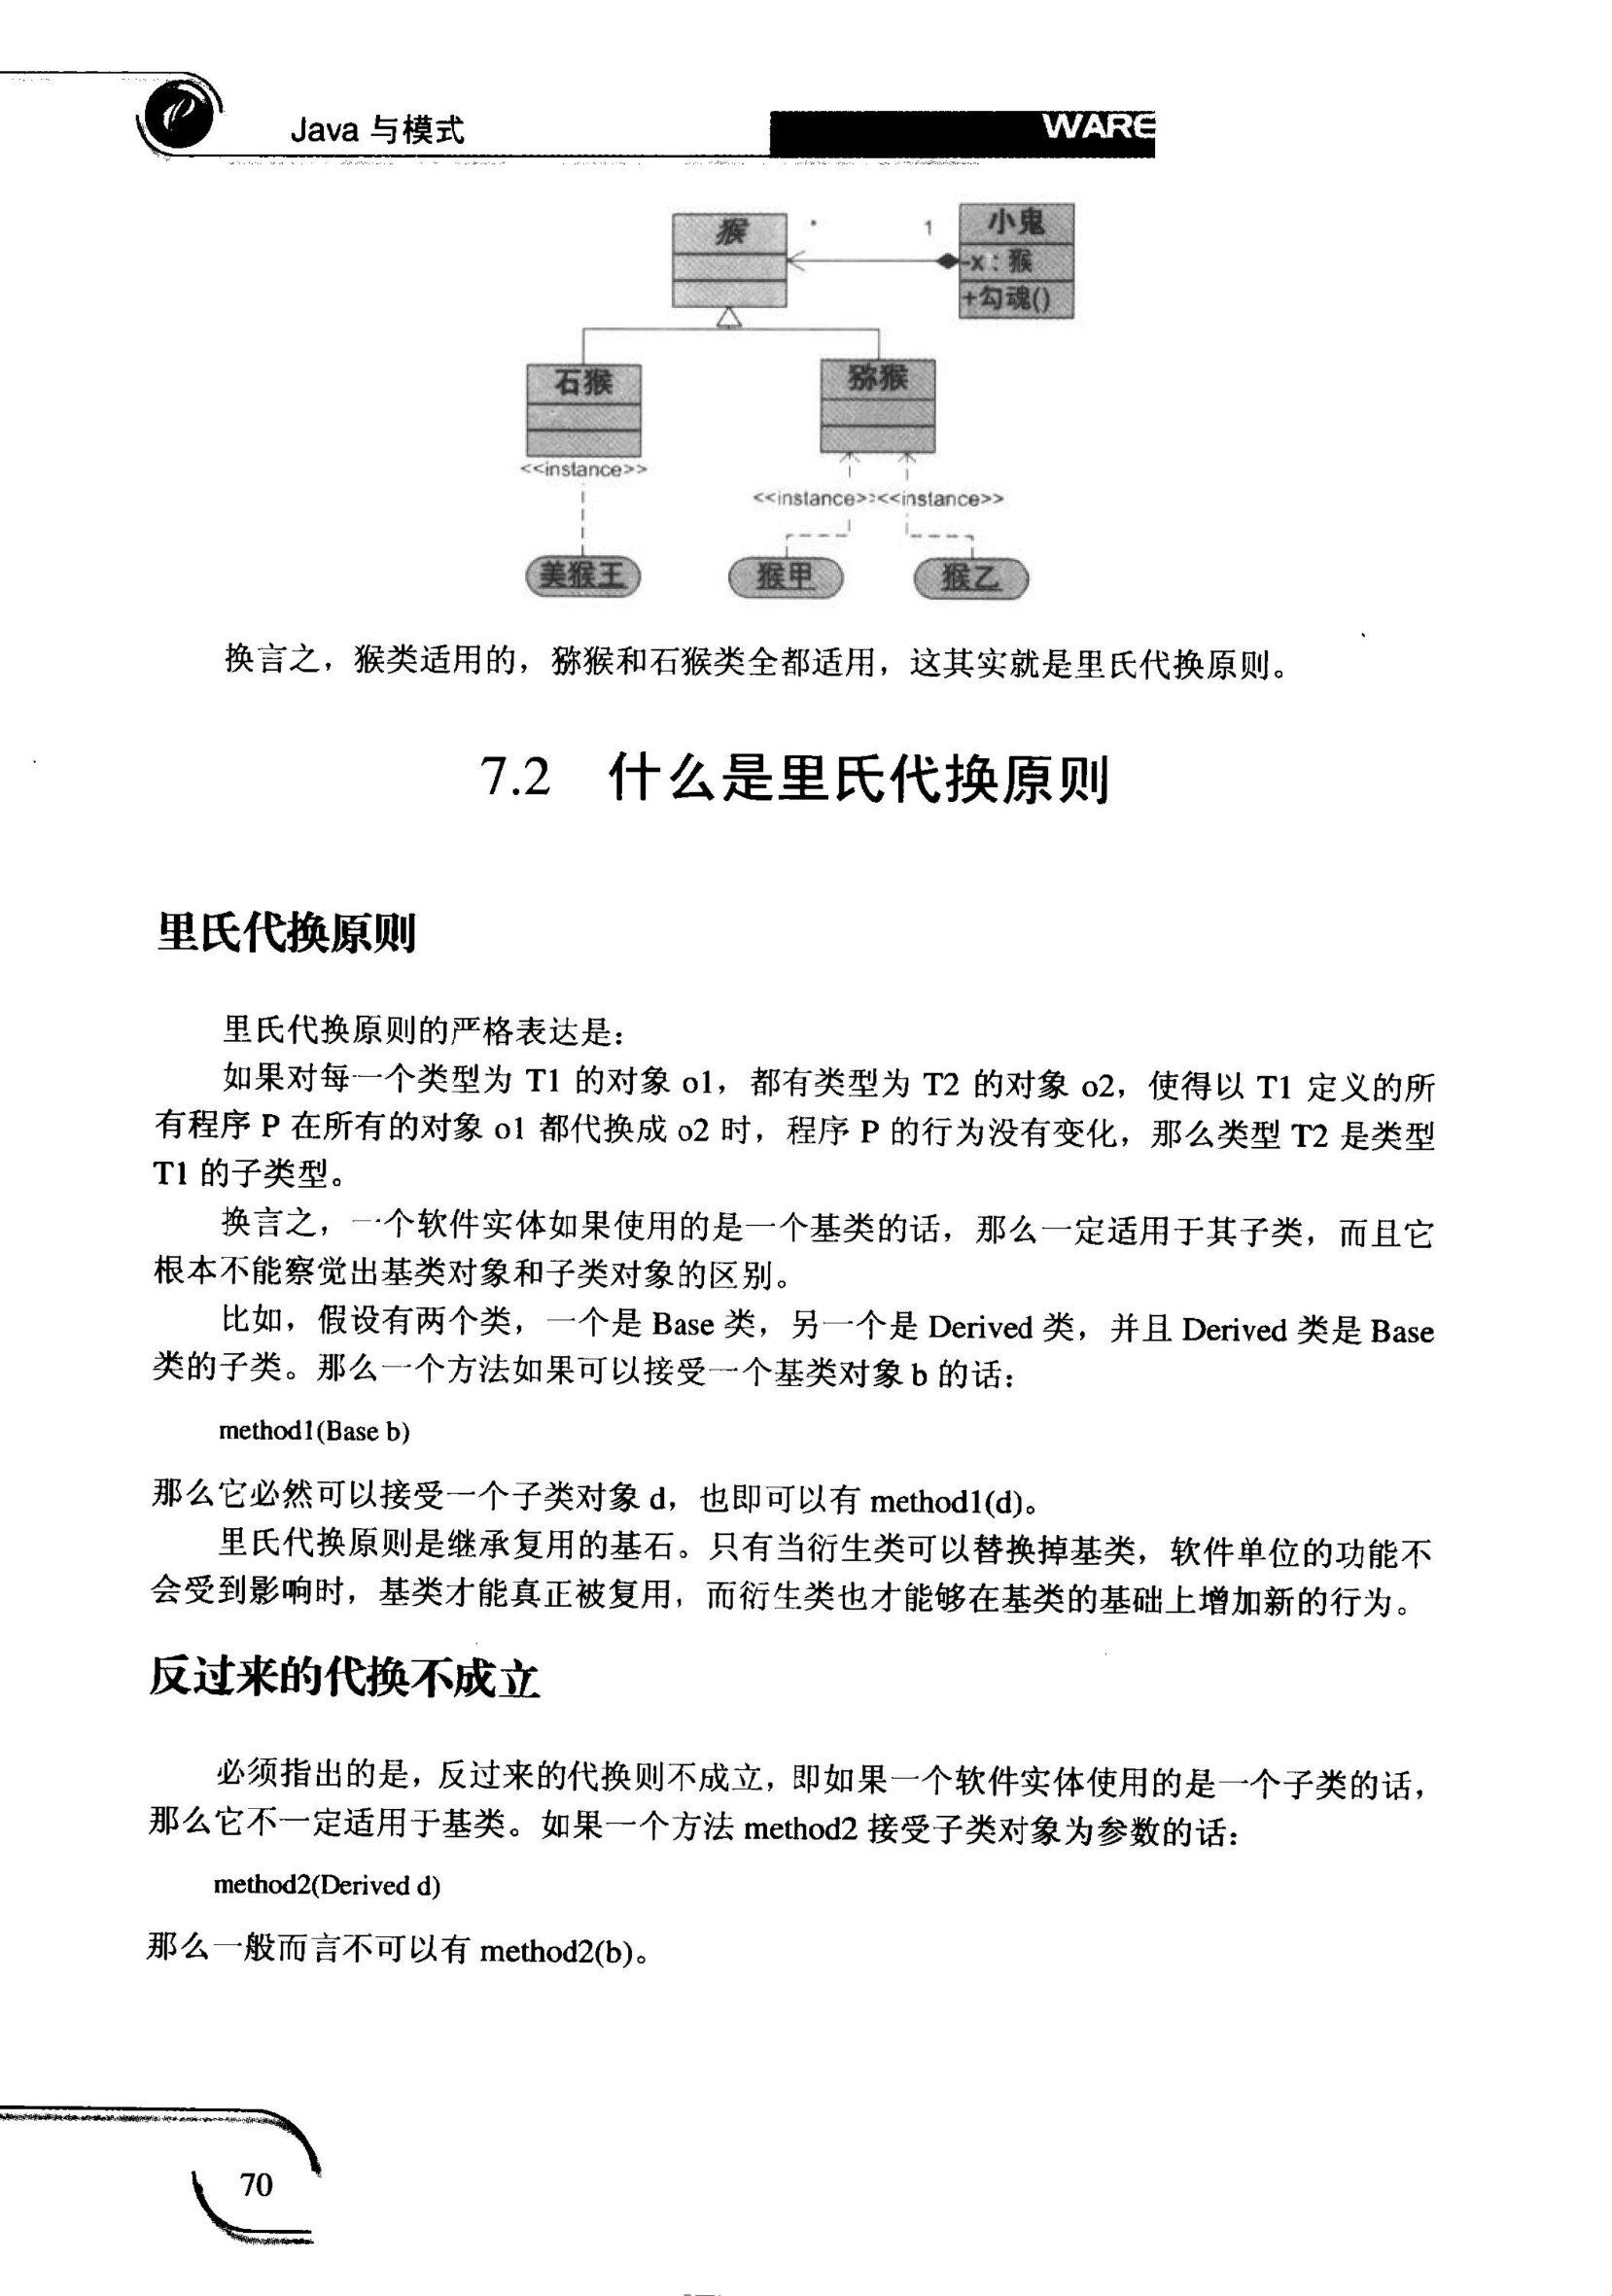 Java 与模式
WARE
猴
*
1
小鬼
-x : 猴
+勾魂()
石猴
猕猴
<<instance>>
<<instance>>
<<instance>>
美猴王
猴甲
猴乙
换言之，猴类适用的，猕猴和石猴类全都适用，这其实就是里氏代换原则。
7.2 什么是里氏代换原则
里氏代换原则
里氏代换原则的严格表达是：
如果对每一个类型为 T1 的对象 o1，都有类型为 T2 的对象 o2，使得以 T1 定义的所
有程序 P 在所有的对象 o1 都代换成 o2 时，程序 P 的行为没有变化，那么类型 T2 是类型
T1 的子类型。
换言之，一个软件实体如果使用的是一个基类的话，那么一定适用于其子类，而且它
根本不能察觉出基类对象和子类对象的区别。
比如，假设有两个类，一个是 Base 类，另一个是 Derived 类，并且 Derived 类是 Base
类的子类。那么一个方法如果可以接受一个基类对象 b 的话：
method1(Base b)
那么它必然可以接受一个子类对象 d，也即可以有 method1(d)。
里氏代换原则是继承复用的基石。只有当衍生类可以替换掉基类，软件单位的功能不
会受到影响时，基类才能真正被复用，而衍生类也才能够在基类的基础上增加新的行为。
反过来的代换不成立
必须指出的是，反过来的代换则不成立，即如果一个软件实体使用的是一个子类的话，
那么它不一定适用于基类。如果一个方法 method2 接受子类对象为参数的话：
method2(Derived d)
那么一般而言不可以有 method2(b)。
70